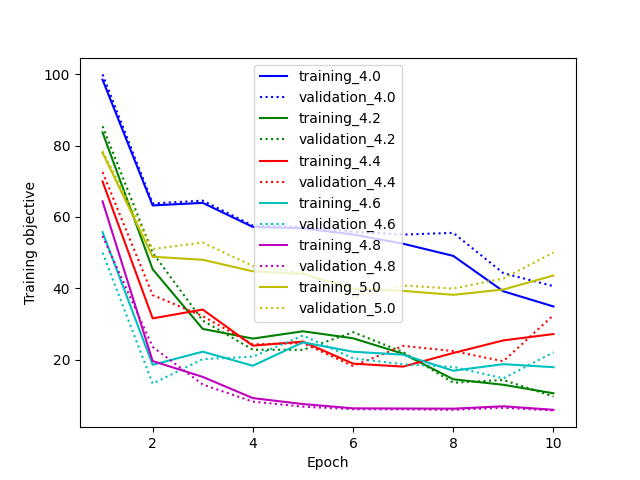 100
80
60
40
20
Training objective
training_4.0
validation_4.0
training_4.2
validation_4.2
training_4.4
validation_4.4
training_4.6
validation_4.6
training_4.8
validation_4.8
training_5.0
validation_5.0
2 4 6 8 10
Epoch